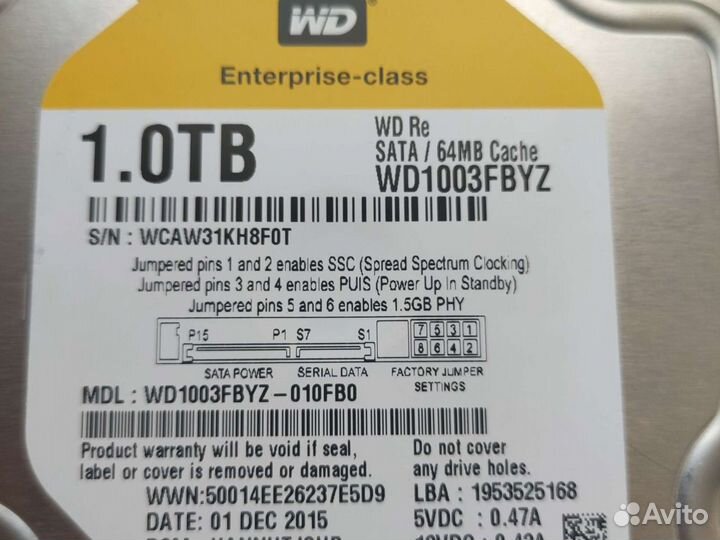 WD
Enterprise-class
1.0TB
WD Re
SATA / 64MB Cache
WD1003FBYZ
S/N : WCAW31KH8F0T
Jumpered pins 1 and 2 enables SSC (Spread Spectrum Clocking)
Jumpered pins 3 and 4 enables PUIS (Power Up In Standby)
Jumpered pins 5 and 6 enables 1.5GB PHY
P15 P1 S7 S1 7 5 3 1
8 6 4 2
SATA POWER SERIAL DATA FACTORY JUMPER
SETTINGS
MDL : WD1003FBYZ-010FB0
Product warranty will be void if seal,
label or cover is removed or damaged.
Do not cover
any drive holes.
WWN:50014EE26237E5D9
LBA : 1953525168
DATE: 01 DEC 2015
5VDC : 0.47A
Avito